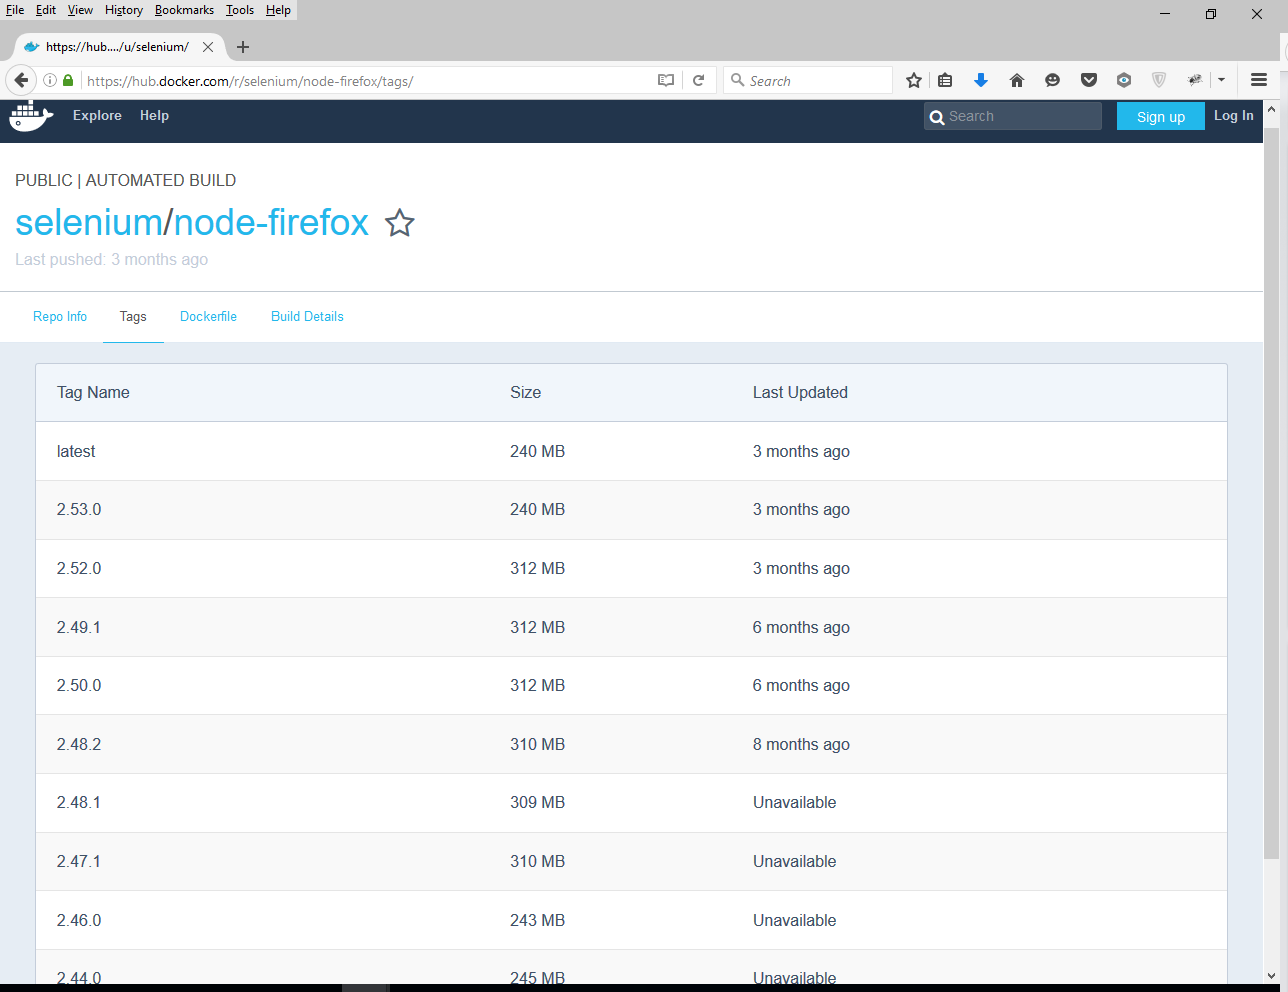 File Edit View History Bookmarks Tools Help
https://hub..../u/selenium/
https://hub.docker.com/r/selenium/node-firefox/tags/ Search
Explore Help Search Sign up Log In
PUBLIC | AUTOMATED BUILD
selenium/node-firefox
Last pushed: 3 months ago
Repo Info Tags Dockerfile Build Details
Tag Name Size Last Updated
latest 240 MB 3 months ago
2.53.0 240 MB 3 months ago
2.52.0 312 MB 3 months ago
2.49.1 312 MB 6 months ago
2.50.0 312 MB 6 months ago
2.48.2 310 MB 8 months ago
2.48.1 309 MB Unavailable
2.47.1 310 MB Unavailable
2.46.0 243 MB Unavailable
2.44.0 245 MB Unavailable